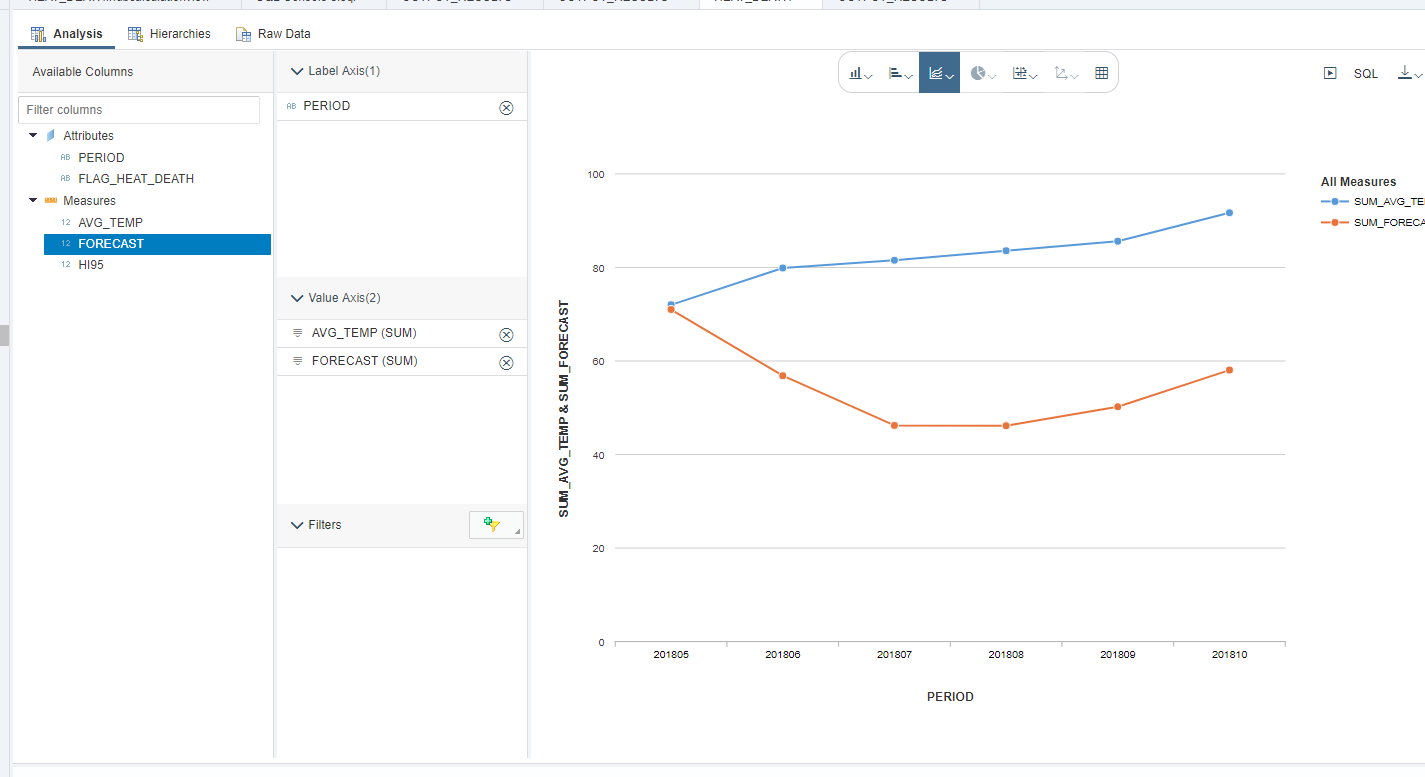 Analysis
Hierarchies
Raw Data
Available Columns
Filter columns
Attributes
AB PERIOD
AB FLAG_HEAT_DEATH
Measures
12 AVG_TEMP
12 FORECAST
12 HI95
Label Axis(1)
AB PERIOD
Value Axis(2)
AVG_TEMP (SUM)
FORECAST (SUM)
Filters
SQL
SUM_AVG_TEMP & SUM_FORECAST
100
80
60
40
20
0
201805
201806
201807
201808
201809
201810
PERIOD
All Measures
SUM_AVG_TE
SUM_FORECA